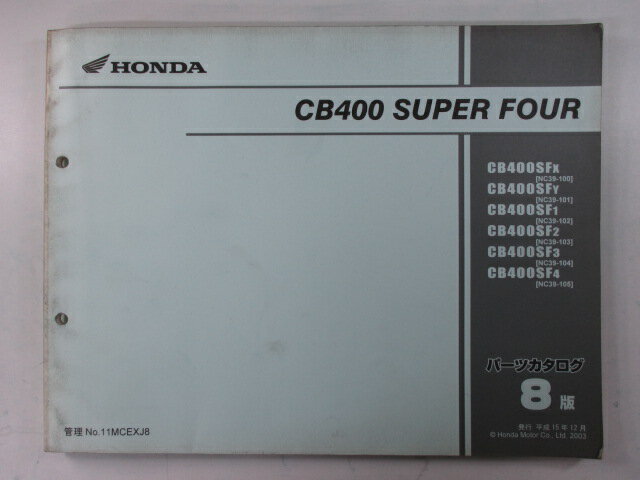 HONDA
CB400 SUPER FOUR
CB400SFX
[NC39-100]
CB400SFY
[NC39-101]
CB400SF1
[NC39-102]
CB400SF2
[NC39-103]
CB400SF3
[NC39-104]
CB400SF4
[NC39-105]
パーツカタログ
8版
発行 平成15年12月
© Honda Motor Co., Ltd. 2003
管理 No.11MCEXJ8